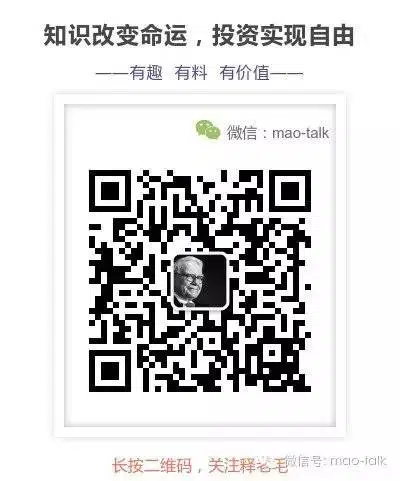 知识改变命运，投资实现自由
——有趣 有料 有价值——
微信：mao-talk
长按二维码，关注释老毛
微信号: mao-talk